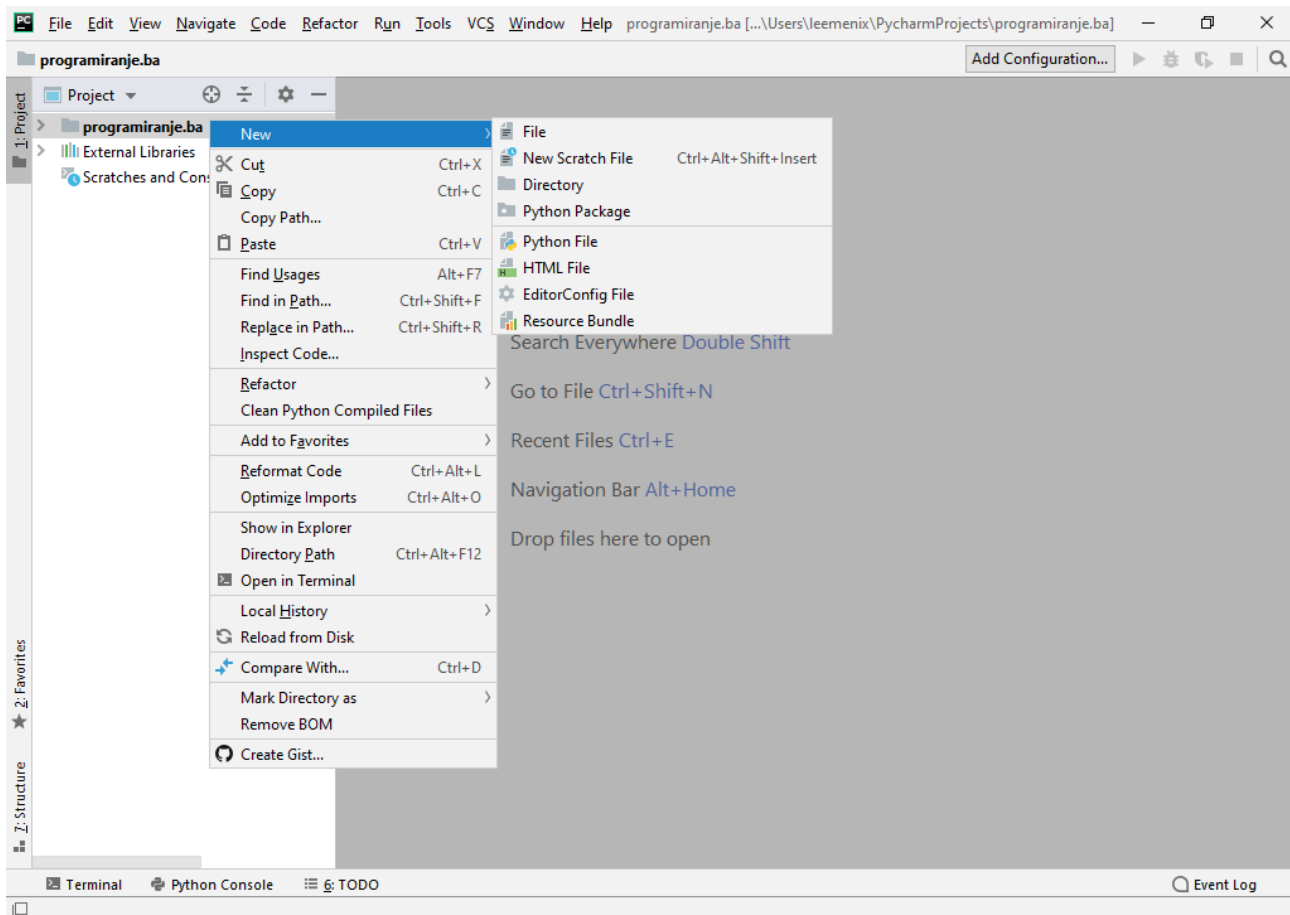 PC File Edit View Navigate Code Refactor Run Tools VCS Window Help programiranje.ba [...\Users\leemenix\PycharmProjects\programiranje.ba]
programiranje.ba Add Configuration...
1: Project
Project
programiranje.ba
External Libraries
Scratches and Cons
New
Cut Ctrl+X
Copy Ctrl+C
Copy Path...
Paste Ctrl+V
Find Usages Alt+F7
Find in Path... Ctrl+Shift+F
Replace in Path... Ctrl+Shift+R
Inspect Code...
Refactor
Clean Python Compiled Files
Add to Favorites
Reformat Code Ctrl+Alt+L
Optimize Imports Ctrl+Alt+O
Show in Explorer
Directory Path Ctrl+Alt+F12
Open in Terminal
Local History
Reload from Disk
Compare With... Ctrl+D
Mark Directory as
Remove BOM
Create Gist...
File
New Scratch File Ctrl+Alt+Shift+Insert
Directory
Python Package
Python File
H HTML File
EditorConfig File
Resource Bundle
Search Everywhere Double Shift
Go to File Ctrl+Shift+N
Recent Files Ctrl+E
Navigation Bar Alt+Home
Drop files here to open
2: Favorites
7: Structure
Terminal Python Console 6: TODO Event Log